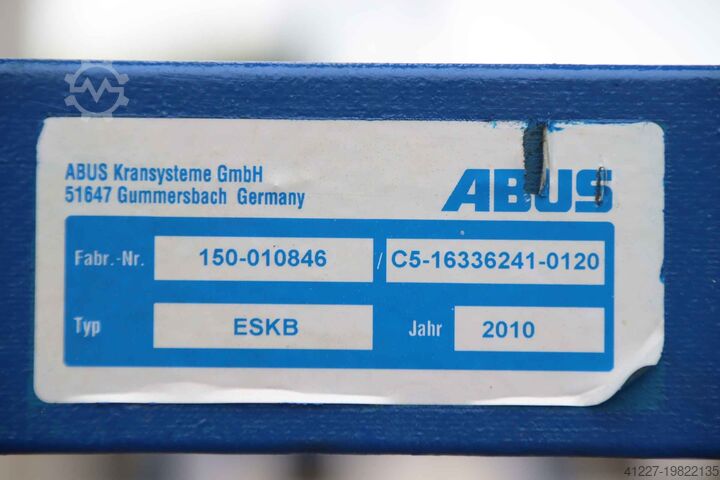 ABUS Kransysteme GmbH
51647 Gummersbach Germany
ABUS
Fabr.-Nr. 150-010846 / C5-16336241-0120
Typ ESKB Jahr 2010
41227-19822135